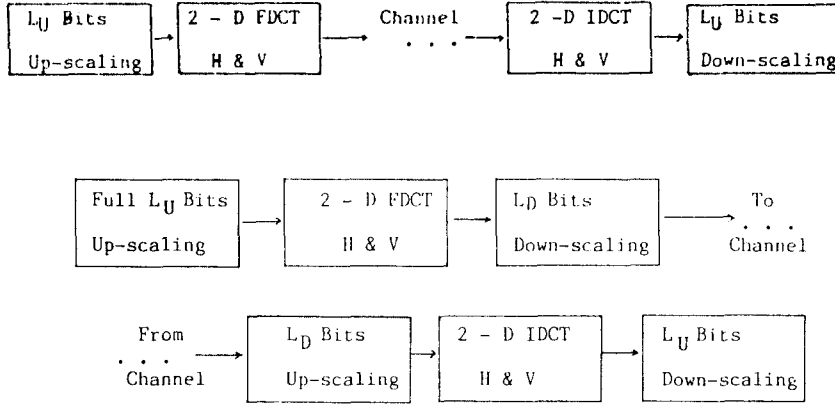 L_U Bits
Up-scaling
2 - D FDCT
H & V
Channel
. . .
2 -D IDCT
H & V
L_U Bits
Down-scaling
Full L_U Bits
Up-scaling
2 - D FDCT
H & V
L_D Bits
Down-scaling
To
. . .
Channel
From
. . .
Channel
L_D Bits
Up-scaling
2 - D IDCT
H & V
L_U Bits
Down-scaling